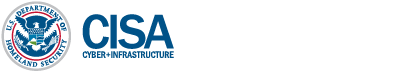 U.S. DEPARTMENT OF
HOMELAND SECURITY
CISA
CYBER+INFRASTRUCTURE